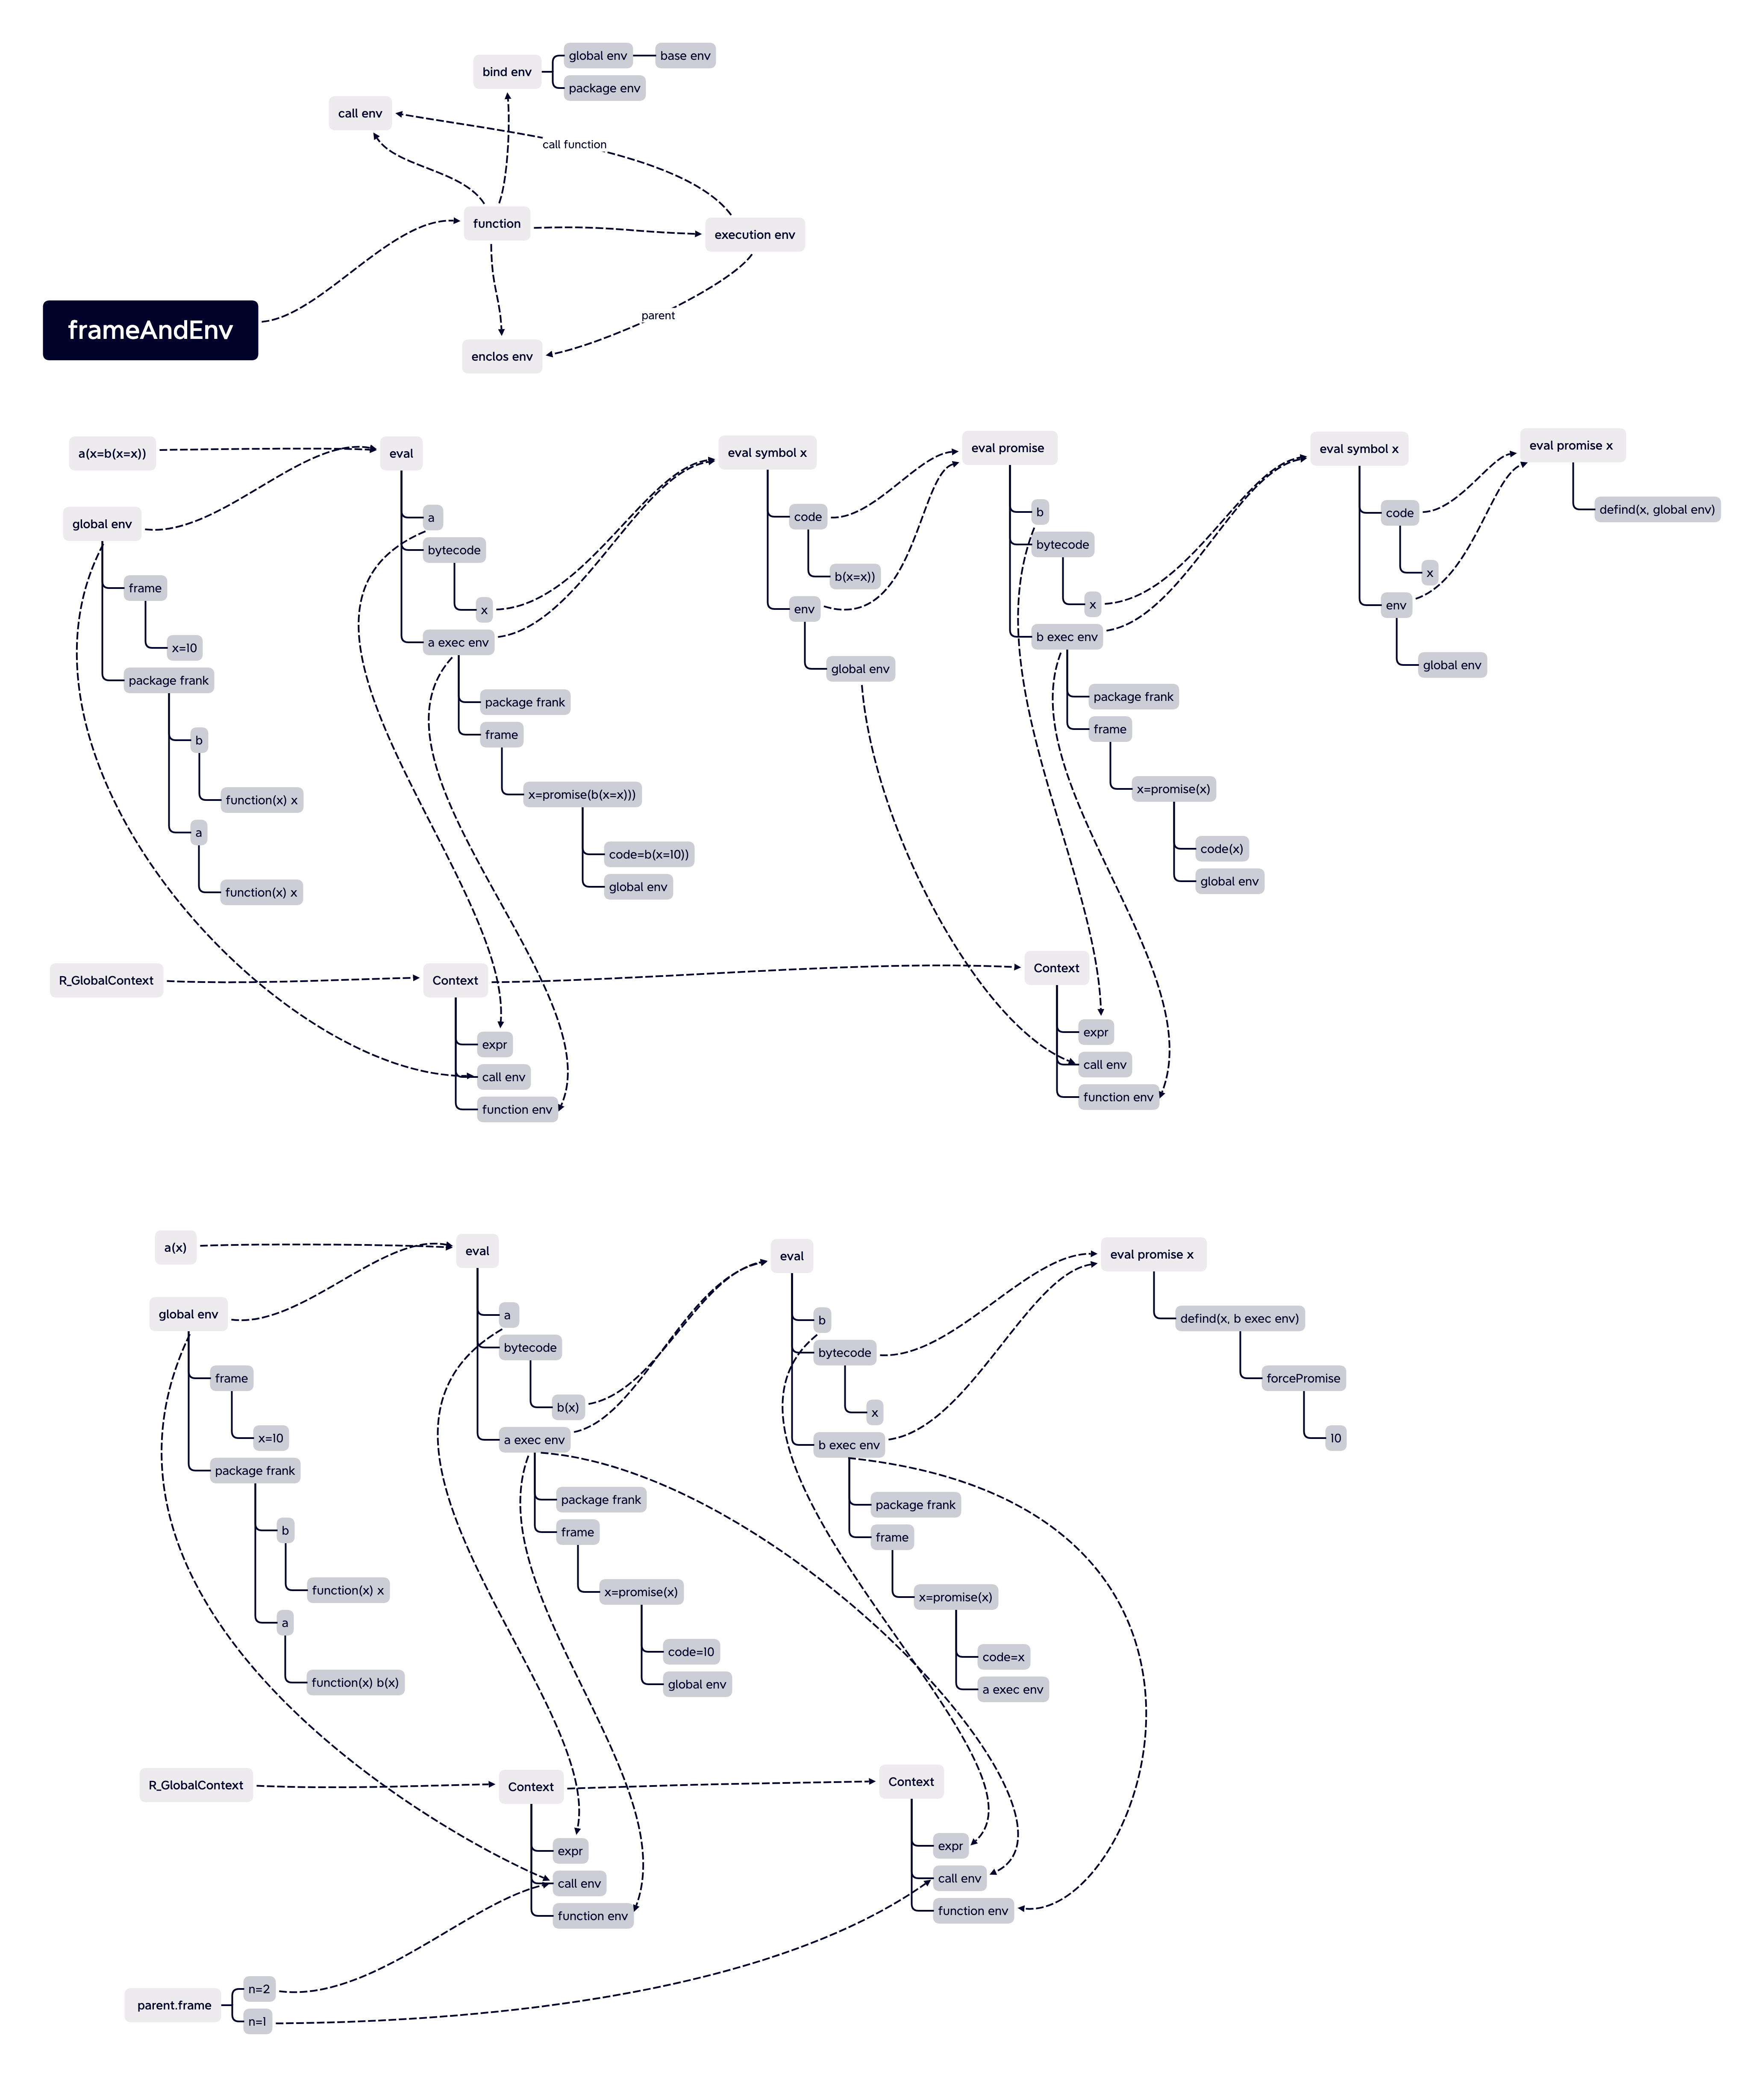 bind env
global env
base env
package env
call env
call function
function
execution env
frameAndEnv
parent
enclos env
a(x=b(x=x))
global env
frame
x=10
package frank
b
function(x) x
a
function(x) x
eval
a
bytecode
x
a exec env
package frank
frame
x=promise(b(x=x)))
code=b(x=10))
global env
eval symbol x
code
b(x=x))
env
global env
eval promise
b
bytecode
x
b exec env
package frank
frame
x=promise(x)
code(x)
global env
eval symbol x
code
x
env
global env
eval promise x
defind(x, global env)
R_GlobalContext
Context
expr
call env
function env
Context
expr
call env
function env
a(x)
global env
frame
x=10
package frank
b
function(x) x
a
function(x) b(x)
eval
a
bytecode
b(x)
a exec env
package frank
frame
x=promise(x)
code=10
global env
eval
b
bytecode
x
b exec env
package frank
frame
x=promise(x)
code=x
a exec env
eval promise x
defind(x, b exec env)
forcePromise
10
R_GlobalContext
Context
expr
call env
function env
Context
expr
call env
function env
parent.frame
n=2
n=1